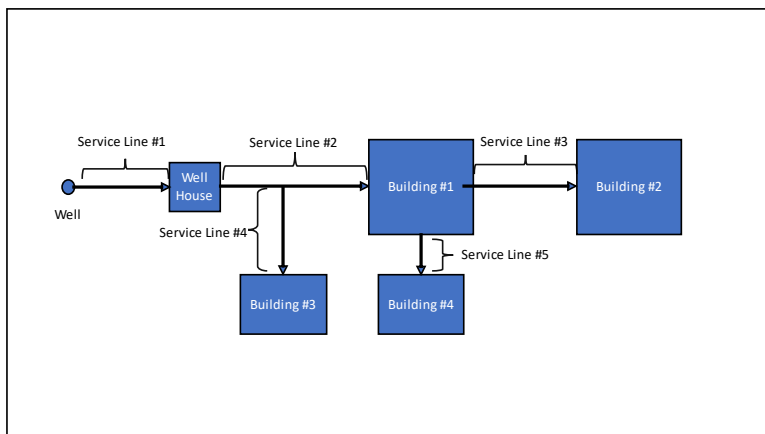 Service Line #1
Service Line #2
Service Line #3
Well
House
Building #1
Building #2
Well
Service Line #4
Service Line #5
Building #3
Building #4